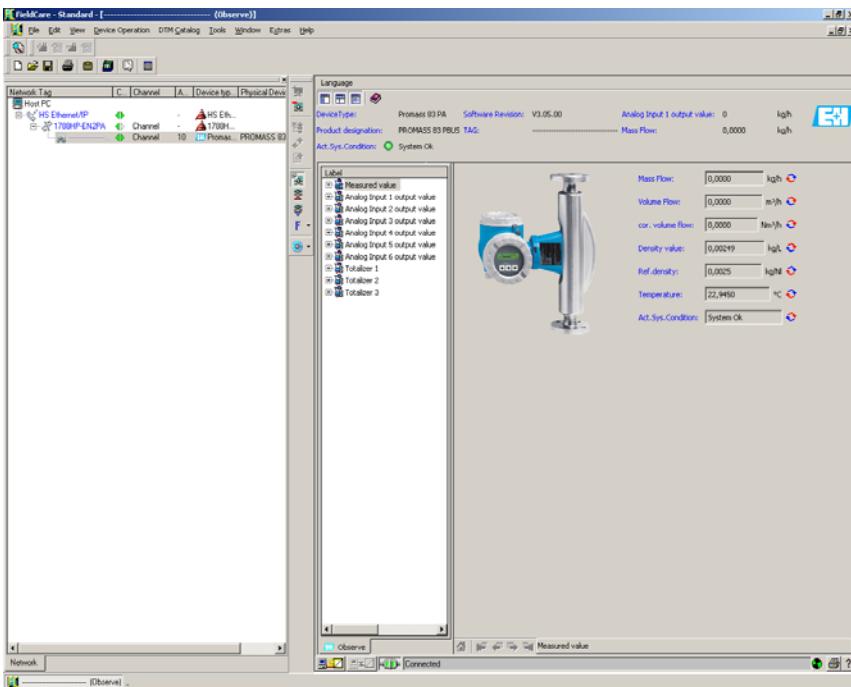 FieldCare - Standard - [---------------------------------- (Observe)]
File Edit View Device Operation DTM Catalog Tools Window Extras Help
Network Tag C... Channel A... Device typ... Physical Devi
Host PC
HS Ethernet/IP - HS Eth...
1788HP-EN2PA Channel - 1788H...
---------------------- Channel 10 Promas... PROMASS 83
F
Network
Language
DeviceType: Promass 83 PA Software Revision: V3.05.00 Analog Input 1 output value: 0 kg/h
Product designation: PROMASS 83 PBUS TAG: -------------------------------- Mass Flow: 0,0000 kg/h
Act.Sys.Condition: System Ok
E+H
Label
Measured value
Analog Input 1 output value
Analog Input 2 output value
Analog Input 3 output value
Analog Input 4 output value
Analog Input 5 output value
Analog Input 6 output value
Totalizer 1
Totalizer 2
Totalizer 3
Mass Flow: 0,0000 kg/h
Volume Flow: 0,0000 m³/h
cor. volume flow: 0,0000 Nm³/h
Density value: 0,00249 kg/L
Ref.density: 0,0025 kg/Nl
Temperature: 22,9450 °C
Act.Sys.Condition: System Ok
Observe
Measured value
Connected
---------------------- (Observe)